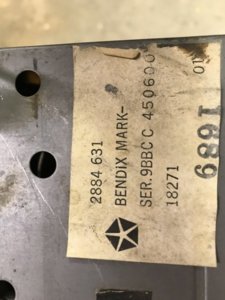 2884 631
BENDIX MARK-
SER.9BBC C 450600
18271
1689